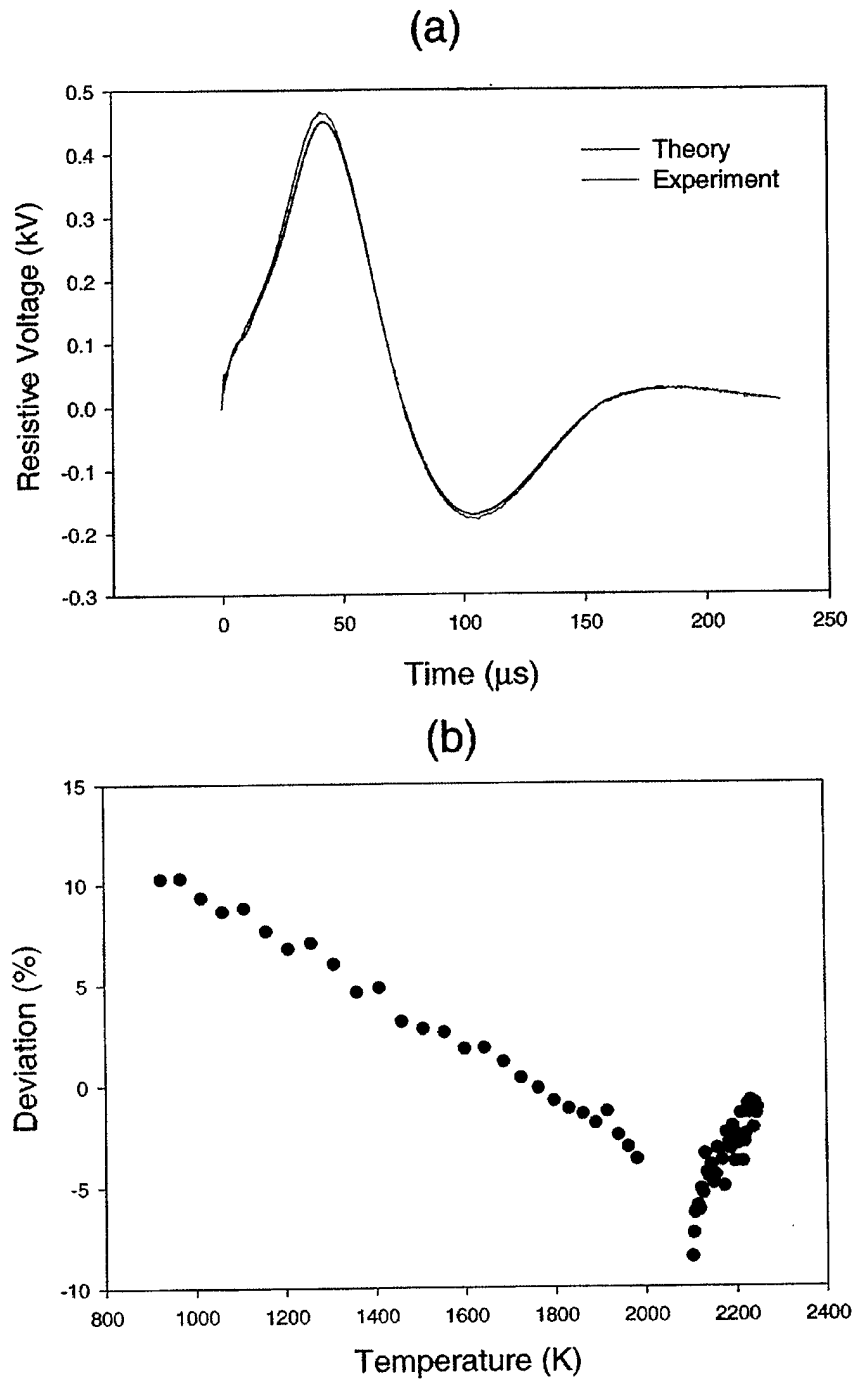 (a)
0.5
0.4
0.3
0.2
0.1
0.0
-0.1
-0.2
-0.3
Resistive Voltage (kV)
Theory
Experiment
0 50 100 150 200 250
Time (μs)
(b)
15
10
5
0
-5
-10
Deviation (%)
800 1000 1200 1400 1600 1800 2000 2200 2400
Temperature (K)